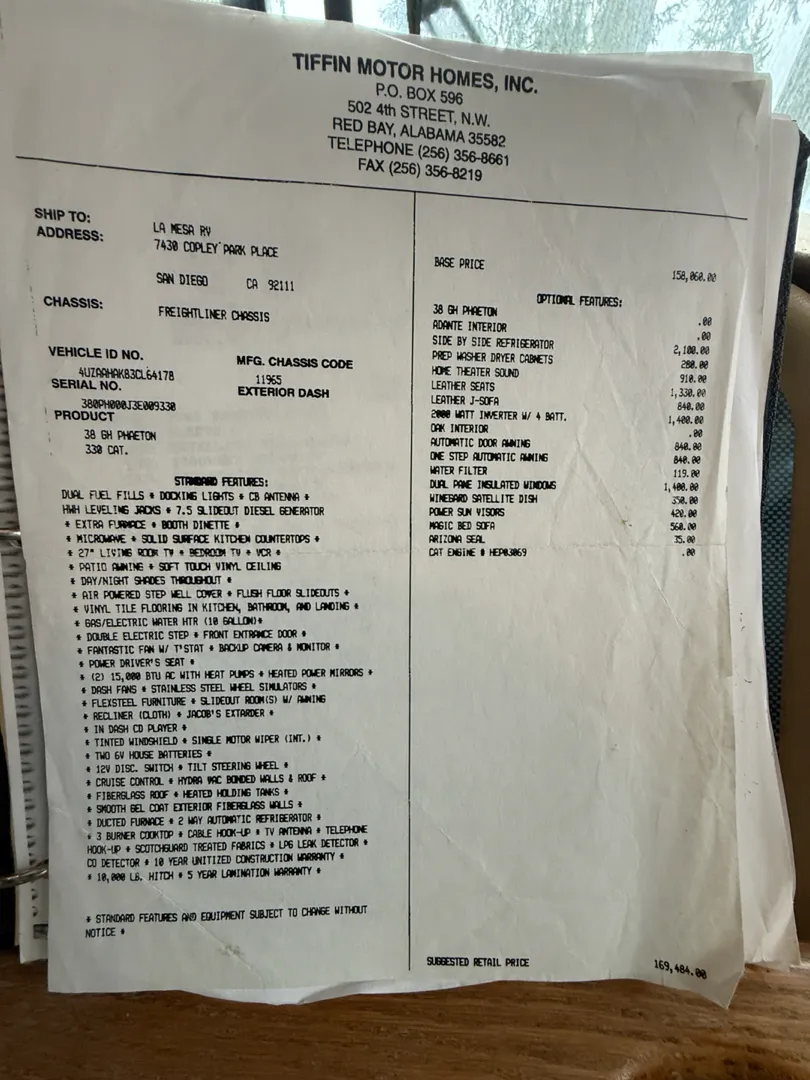 TIFFIN MOTOR HOMES, INC.
P.O. BOX 596
502 4th STREET, N.W.
RED BAY, ALABAMA 35582
TELEPHONE (256) 356-8661
FAX (256) 356-8219
SHIP TO:
ADDRESS:
LA MESA RV
7430 COPLEY PARK PLACE
SAN DIEGO CA 92111
CHASSIS:
FREIGHTLINER CHASSIS
VEHICLE ID NO.
4UZAAHAK83CL64178
MFG. CHASSIS CODE
11965
SERIAL NO.
380PH000J3E009330
EXTERIOR DASH
PRODUCT
38 GH PHAETON
330 CAT.
STANDARD FEATURES:
DUAL FUEL FILLS * DOCKING LIGHTS * CB ANTENNA *
HWH LEVELING JACKS * 7.5 SLIDEOUT DIESEL GENERATOR
* EXTRA FURNACE * BOOTH DINETTE *
* MICROWAVE * SOLID SURFACE KITCHEN COUNTERTOPS *
* 27" LIVING ROOM TV * BEDROOM TV * VCR *
* PATIO AWNING * SOFT TOUCH VINYL CEILING
* DAY/NIGHT SHADES THROUGHOUT *
* AIR POWERED STEP WELL COVER * FLUSH FLOOR SLIDEOUTS *
* VINYL TILE FLOORING IN KITCHEN, BATHROOM, AND LANDING *
* GAS/ELECTRIC WATER HTR (10 GALLON)*
* DOUBLE ELECTRIC STEP * FRONT ENTRANCE DOOR *
* FANTASTIC FAN W/ T'STAT * BACKUP CAMERA & MONITOR *
* POWER DRIVER'S SEAT *
* (2) 15,000 BTU AC WITH HEAT PUMPS * HEATED POWER MIRRORS *
* DASH FANS * STAINLESS STEEL WHEEL SIMULATORS *
* FLEXSTEEL FURNITURE * SLIDEOUT ROOM(S) W/ AWNING
* RECLINER (CLOTH) * JACOB'S EXTARDER *
* IN DASH CD PLAYER *
* TINTED WINDSHIELD * SINGLE MOTOR WIPER (INT.) *
* TWO 6V HOUSE BATTERIES *
* 12V DISC. SWITCH * TILT STEERING WHEEL *
* CRUISE CONTROL * HYDRA VAC BONDED WALLS & ROOF *
* FIBERGLASS ROOF * HEATED HOLDING TANKS *
* SMOOTH GEL COAT EXTERIOR FIBERGLASS WALLS *
* DUCTED FURNACE * 2 WAY AUTOMATIC REFRIGERATOR *
* 3 BURNER COOKTOP * CABLE HOOK-UP * TV ANTENNA * TELEPHONE
HOOK-UP * SCOTCHGUARD TREATED FABRICS * LPG LEAK DETECTOR *
CO DETECTOR * 10 YEAR UNITIZED CONSTRUCTION WARRANTY *
* 10,000 LB. HITCH * 5 YEAR LAMINATION WARRANTY *
* STANDARD FEATURES AND EQUIPMENT SUBJECT TO CHANGE WITHOUT
NOTICE *
BASE PRICE 158,060.00
OPTIONAL FEATURES:
38 GH PHAETON .00
ADANTE INTERIOR .00
SIDE BY SIDE REFRIGERATOR 2,100.00
PREP WASHER DRYER CABNETS 280.00
HOME THEATER SOUND 910.00
LEATHER SEATS 1,330.00
LEATHER J-SOFA 840.00
2000 WATT INVERTER W/ 4 BATT. 1,400.00
OAK INTERIOR .00
AUTOMATIC DOOR AWNING 840.00
ONE STEP AUTOMATIC AWNING 840.00
WATER FILTER 119.00
DUAL PANE INSULATED WINDOWS 1,400.00
WINEGARD SATELLITE DISH 350.00
POWER SUN VISORS 420.00
MAGIC BED SOFA 560.00
ARIZONA SEAL 35.00
CAT ENGINE # HEP03069 .00
SUGGESTED RETAIL PRICE 169,484.00